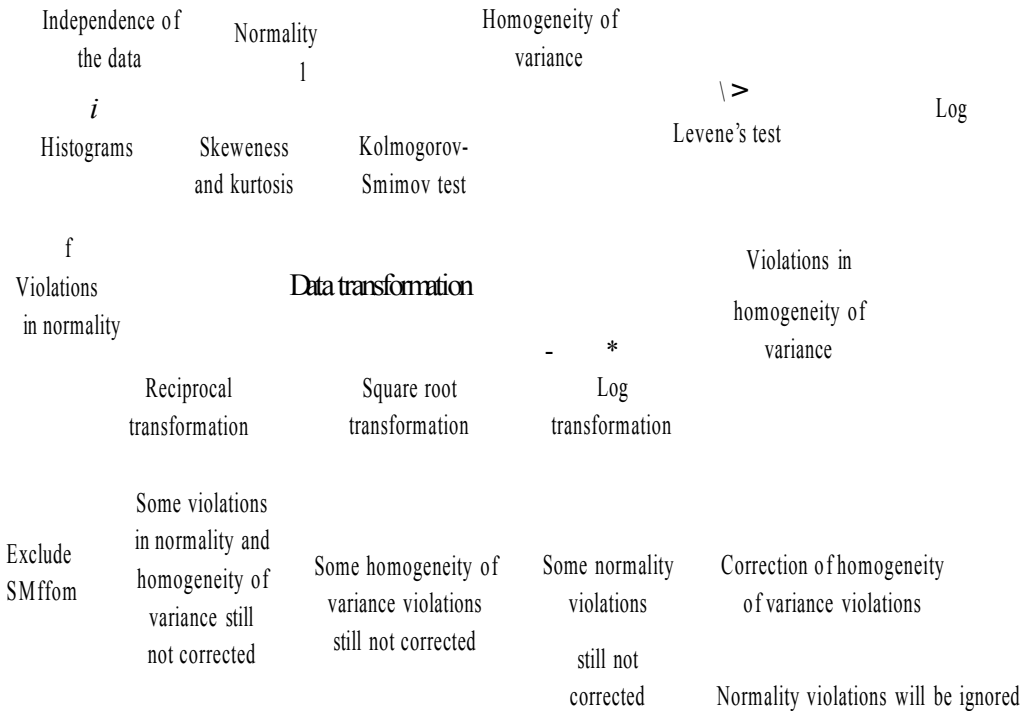 Independence of
the data
Normality
1
Homogeneity of
variance
i
Histograms
Skeweness
and kurtosis
Kolmogorov-
Smimov test
\ >
Levene's test
Log
f
Violations
in normality
Data transformation
Violations in
homogeneity of
variance
- *
Reciprocal
transformation
Square root
transformation
Log
transformation
Exclude
SMffom
Some violations
in normality and
homogeneity of
variance still
not corrected
Some homogeneity of
variance violations
still not corrected
Some normality
violations
still not
corrected
Correction of homogeneity
of variance violations
Normality violations will be ignored